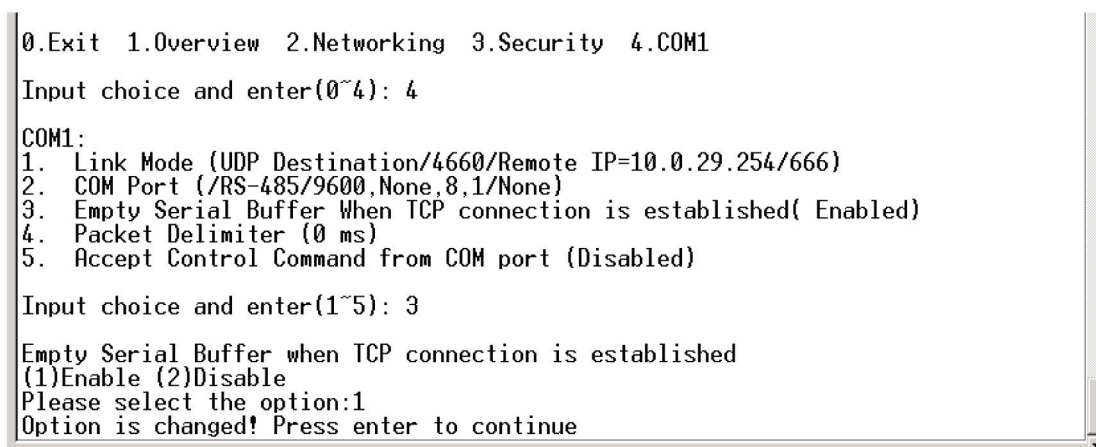 0.Exit  1.Overview  2.Networking  3.Security  4.COM1
Input choice and enter(0~4): 4
COM1:
1.  Link Mode (UDP Destination/4660/Remote IP=10.0.29.254/666)
2.  COM Port (/RS-485/9600,None,8,1/None)
3.  Empty Serial Buffer When TCP connection is established( Enabled)
4.  Packet Delimiter (0 ms)
5.  Accept Control Command from COM port (Disabled)
Input choice and enter(1~5): 3
Empty Serial Buffer when TCP connection is established
(1)Enable (2)Disable
Please select the option:1
Option is changed! Press enter to continue